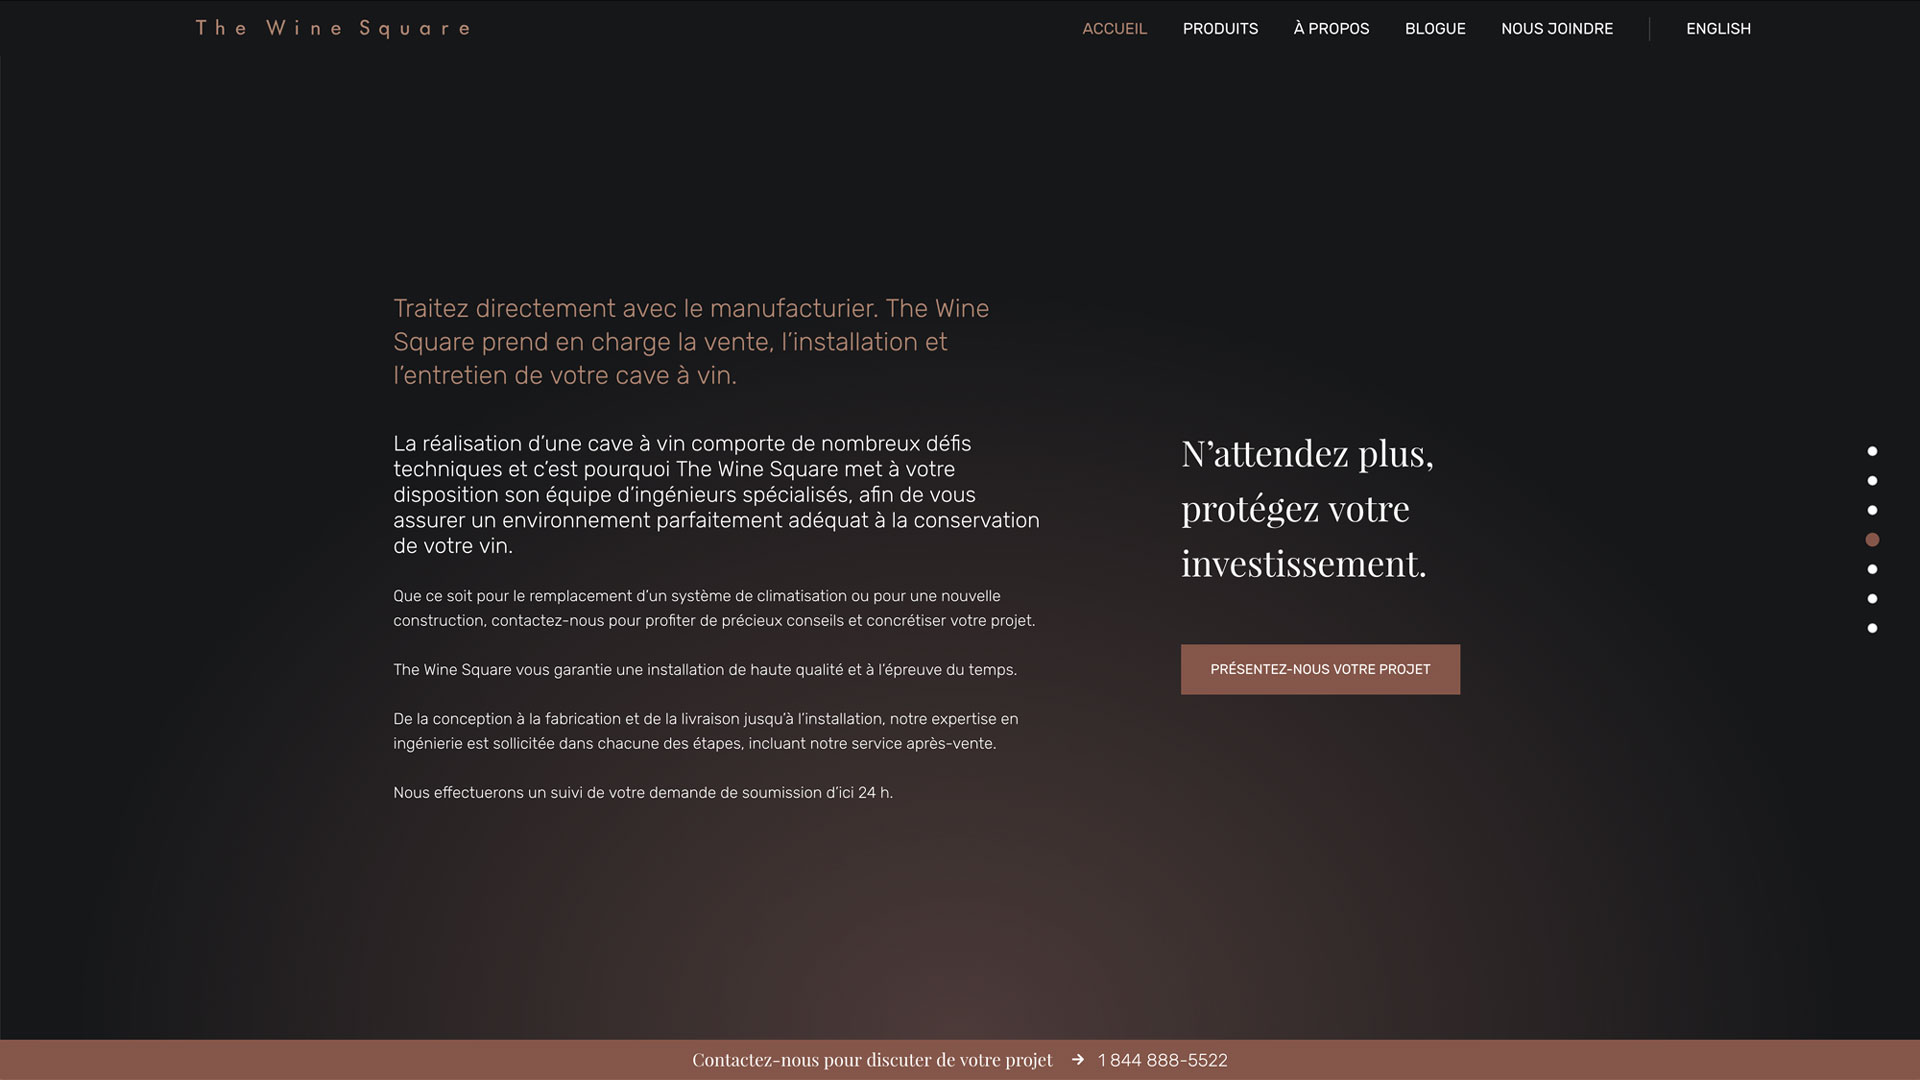 The Wine Square
ACCUEIL PRODUITS À PROPOS BLOGUE NOUS JOINDRE ENGLISH
Traitez directement avec le manufacturier. The Wine
Square prend en charge la vente, l’installation et
l’entretien de votre cave à vin.
La réalisation d’une cave à vin comporte de nombreux défis
techniques et c’est pourquoi The Wine Square met à votre
disposition son équipe d’ingénieurs spécialisés, afin de vous
assurer un environnement parfaitement adéquat à la conservation
de votre vin.
Que ce soit pour le remplacement d’un système de climatisation ou pour une nouvelle
construction, contactez-nous pour profiter de précieux conseils et concrétiser votre projet.
The Wine Square vous garantie une installation de haute qualité et à l’épreuve du temps.
De la conception à la fabrication et de la livraison jusqu’à l’installation, notre expertise en
ingénierie est sollicitée dans chacune des étapes, incluant notre service après-vente.
Nous effectuerons un suivi de votre demande de soumission d’ici 24 h.
N’attendez plus,
protégez votre
investissement.
PRÉSENTEZ-NOUS VOTRE PROJET
Contactez-nous pour discuter de votre projet → 1 844 888-5522